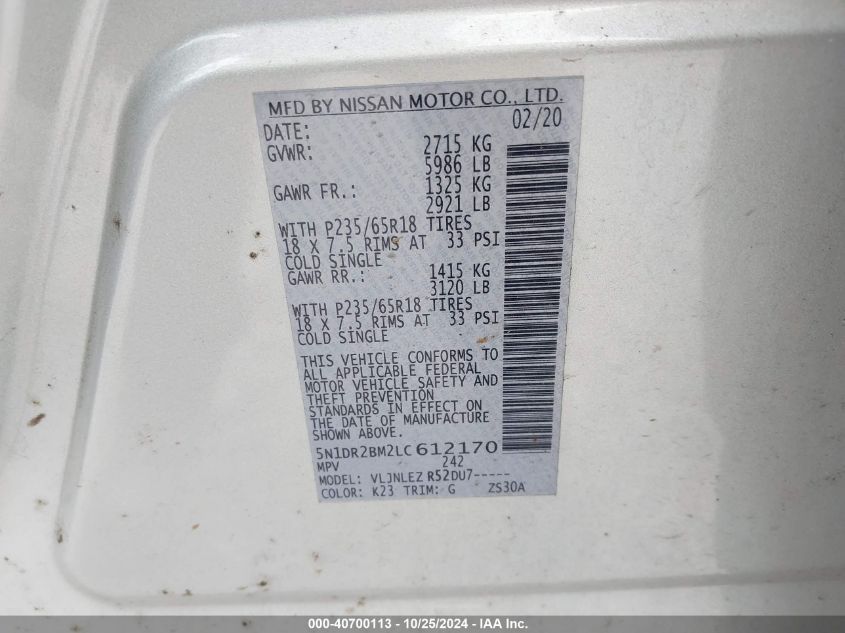 MFD BY NISSAN MOTOR CO., LTD.
DATE: 02/20
GVWR: 2715 KG
5986 LB
GAWR FR.: 1325 KG
2921 LB
WITH P235/65R18 TIRES
18 X 7.5 RIMS AT 33 PSI
COLD SINGLE
GAWR RR.: 1415 KG
3120 LB
WITH P235/65R18 TIRES
18 X 7.5 RIMS AT 33 PSI
COLD SINGLE
THIS VEHICLE CONFORMS TO
ALL APPLICABLE FEDERAL
MOTOR VEHICLE SAFETY AND
THEFT PREVENTION
STANDARDS IN EFFECT ON
THE DATE OF MANUFACTURE
SHOWN ABOVE.
5N1DR2BM2LC612170
MPV 242
MODEL: VLJNLEZ R52DU7-----
COLOR: K23 TRIM: G ZS30A
000-40700113 - 10/25/2024 - IAA Inc.